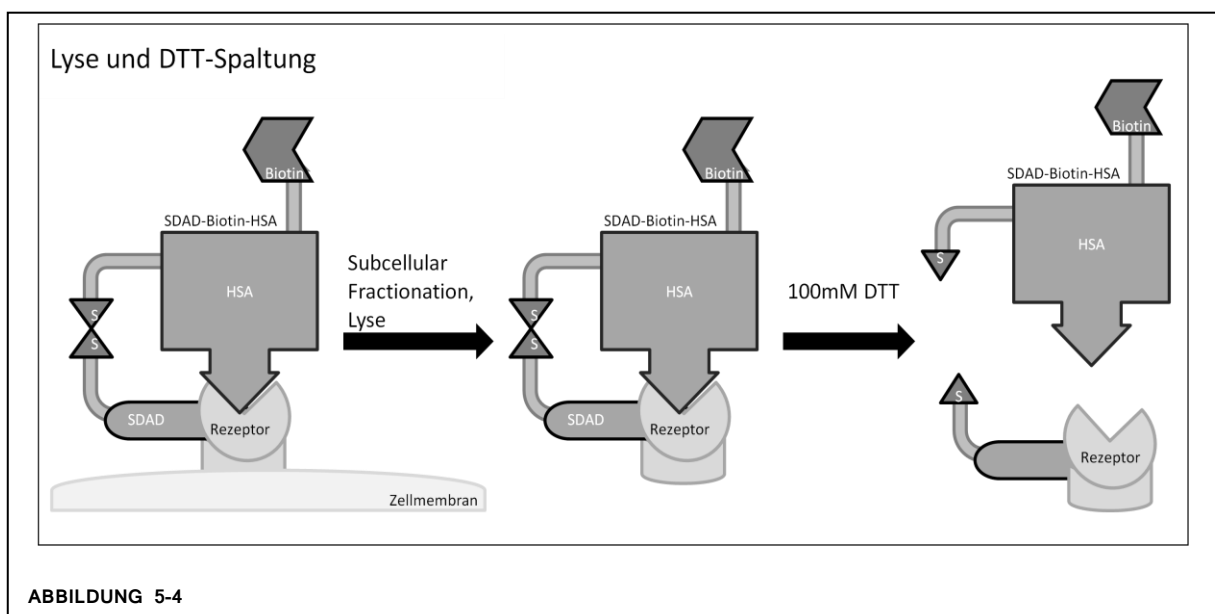 Lyse und DTT-Spaltung
Biotin
SDAD-Biotin-HSA
HSA
S
S
SDAD
Rezeptor
Zellmembran
Subcellular
Fractionation,
Lyse
Biotin
SDAD-Biotin-HSA
HSA
S
S
SDAD
Rezeptor
100mM DTT
Biotin
SDAD-Biotin-HSA
HSA
S
S
Rezeptor
ABBILDUNG 5-4